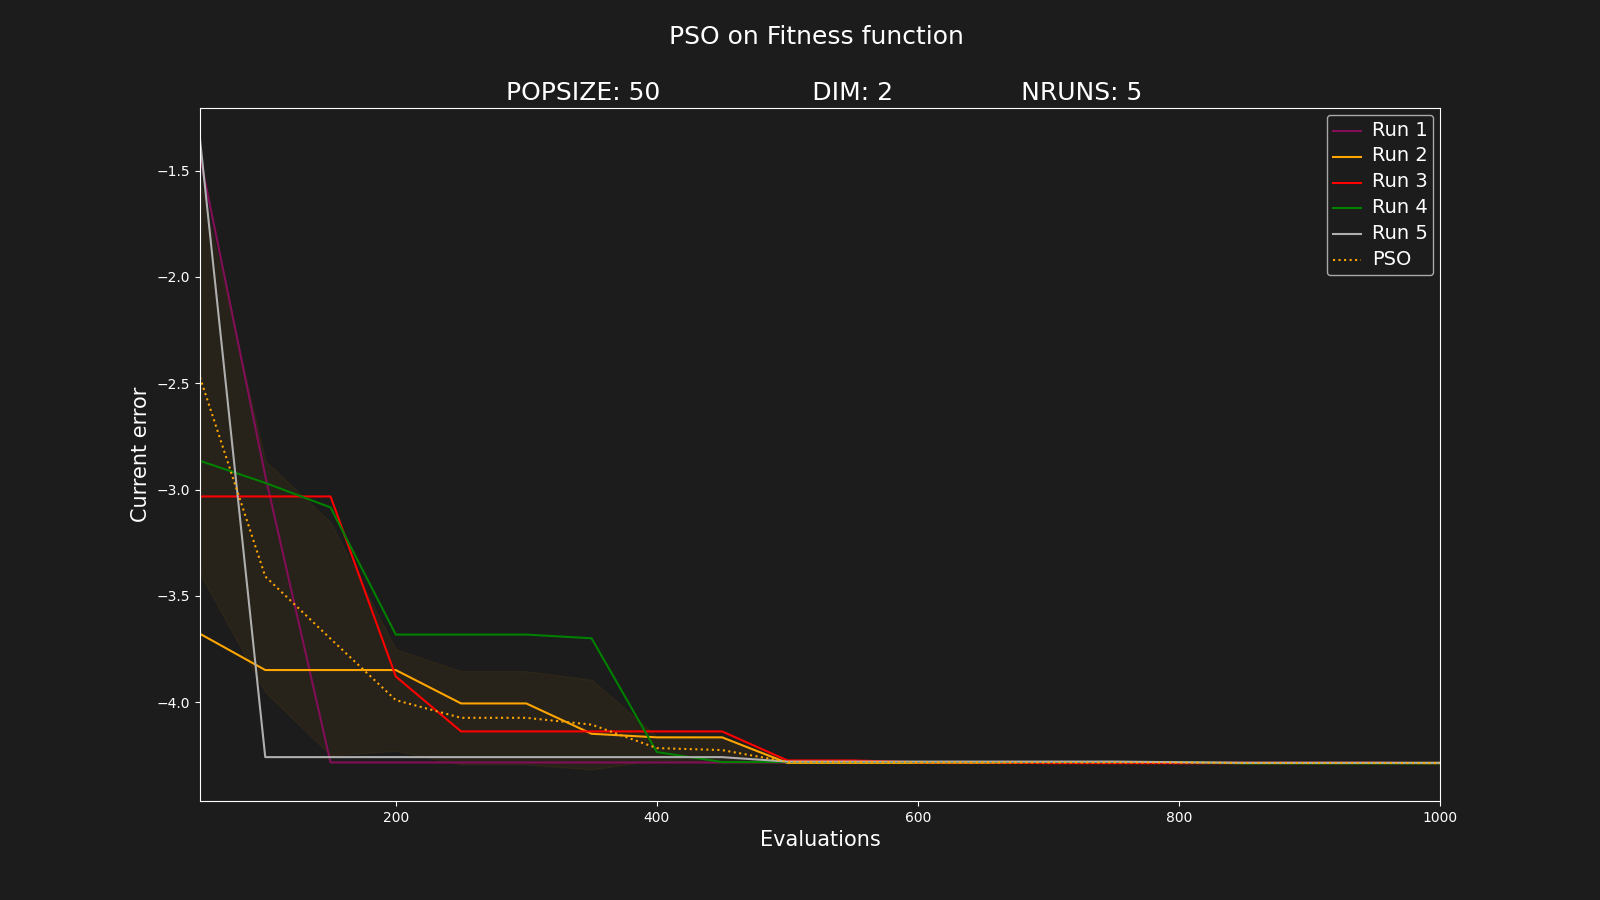 PSO on Fitness function
POPSIZE: 50 DIM: 2 NRUNS: 5
Run 1
Run 2
Run 3
Run 4
Run 5
PSO
Current error
−1.5
−2.0
−2.5
−3.0
−3.5
−4.0
200 400 600 800 1000
Evaluations